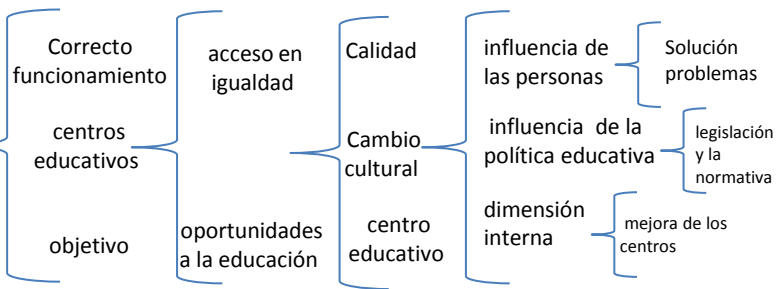 Correcto
funcionamiento
centros
educativos
objetivo
acceso en
igualdad
oportunidades
a la educación
Calidad
Cambio
cultural
centro
educativo
influencia de
las personas
influencia de la
política educativa
dimensión
interna
Solución
problemas
legislación
y la
normativa
mejora de los
centros